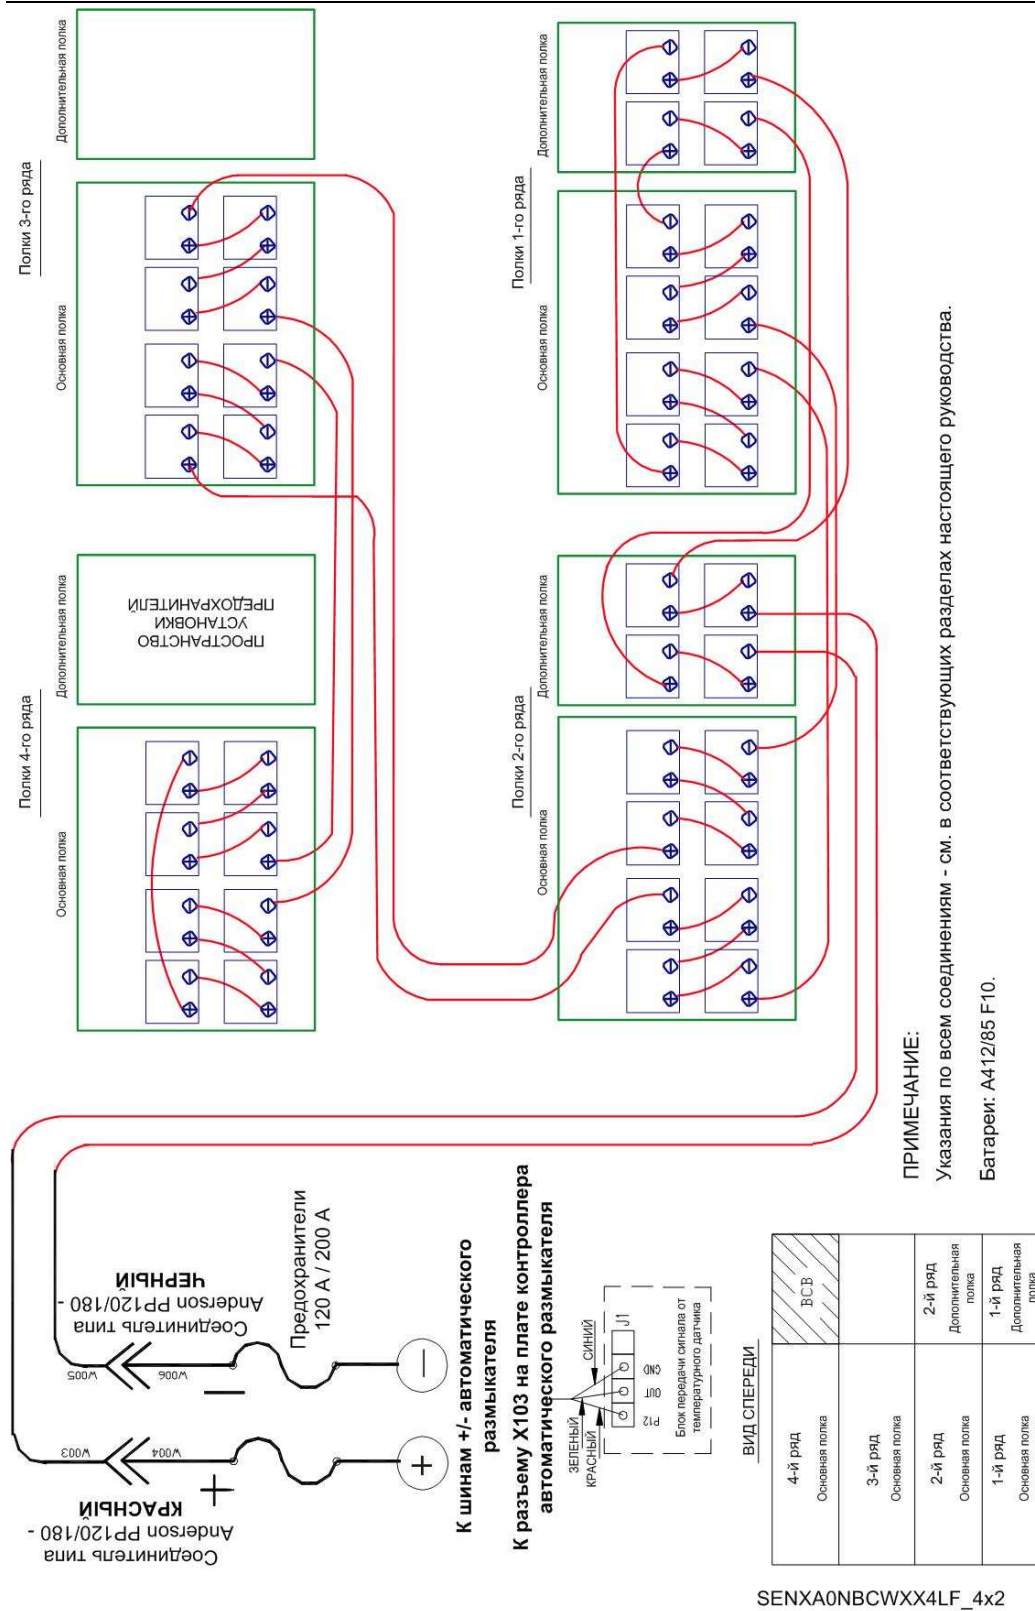 Полки 4-го ряда
Основная полка
Дополнительная полка
ПРОСТРАНСТВО
УСТАНОВКИ
ПРЕДОХРАНИТЕЛЕЙ
Полки 3-го ряда
Основная полка
Дополнительная полка
Полки 2-го ряда
Основная полка
Дополнительная полка
Полки 1-го ряда
Основная полка
Дополнительная полка
Соединитель типа
Anderson PP120/180 -
КРАСНЫЙ
W003
W004
+
Соединитель типа
Anderson PP120/180 -
ЧЕРНЫЙ
W005
W006
–
Предохранители
120 А / 200 А
+
–
К шинам +/- автоматического
размыкателя
К разъему X103 на плате контроллера
автоматического размыкателя
ЗЕЛЕНЫЙ
КРАСНЫЙ
СИНИЙ
P12
OUT
GND
J1
Блок передачи сигнала от
температурного датчика
ВИД СПЕРЕДИ
4-й ряд
Основная полка
BCB
3-й ряд
Основная полка
2-й ряд
Основная полка
2-й ряд
Дополнительная
полка
1-й ряд
Основная полка
1-й ряд
Дополнительная
полка
ПРИМЕЧАНИЕ:
Указания по всем соединениям - см. в соответствующих разделах настоящего руководства.
Батареи: A412/85 F10.
SENXA0NBCWXX4LF_4x2